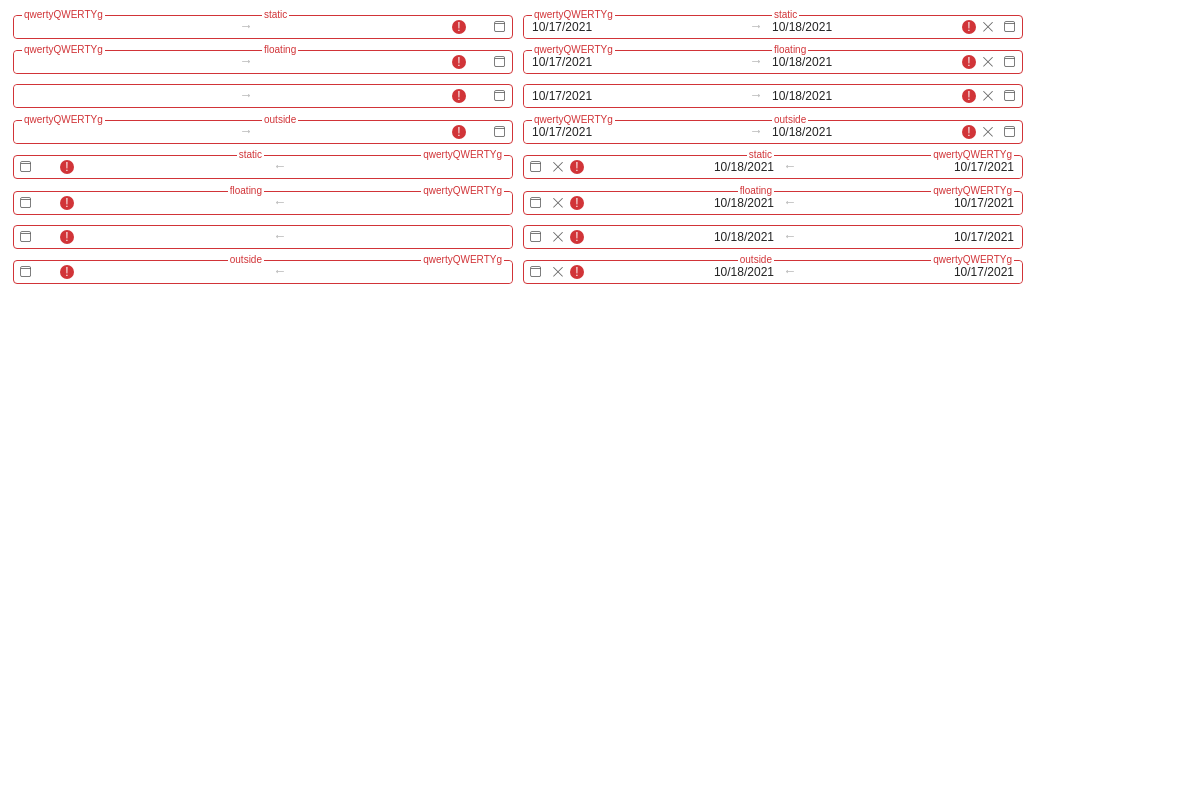 qwertyQWERTYg static qwertyQWERTYg static
→ ! 10/17/2021 → 10/18/2021 !
qwertyQWERTYg floating qwertyQWERTYg floating
→ ! 10/17/2021 → 10/18/2021 !
→ ! 10/17/2021 → 10/18/2021 !
qwertyQWERTYg outside qwertyQWERTYg outside
→ ! 10/17/2021 → 10/18/2021 !
static qwertyQWERTYg static qwertyQWERTYg
! ← ! 10/18/2021 ← 10/17/2021
floating qwertyQWERTYg floating qwertyQWERTYg
! ← ! 10/18/2021 ← 10/17/2021
! ← ! 10/18/2021 ← 10/17/2021
outside qwertyQWERTYg outside qwertyQWERTYg
! ← ! 10/18/2021 ← 10/17/2021